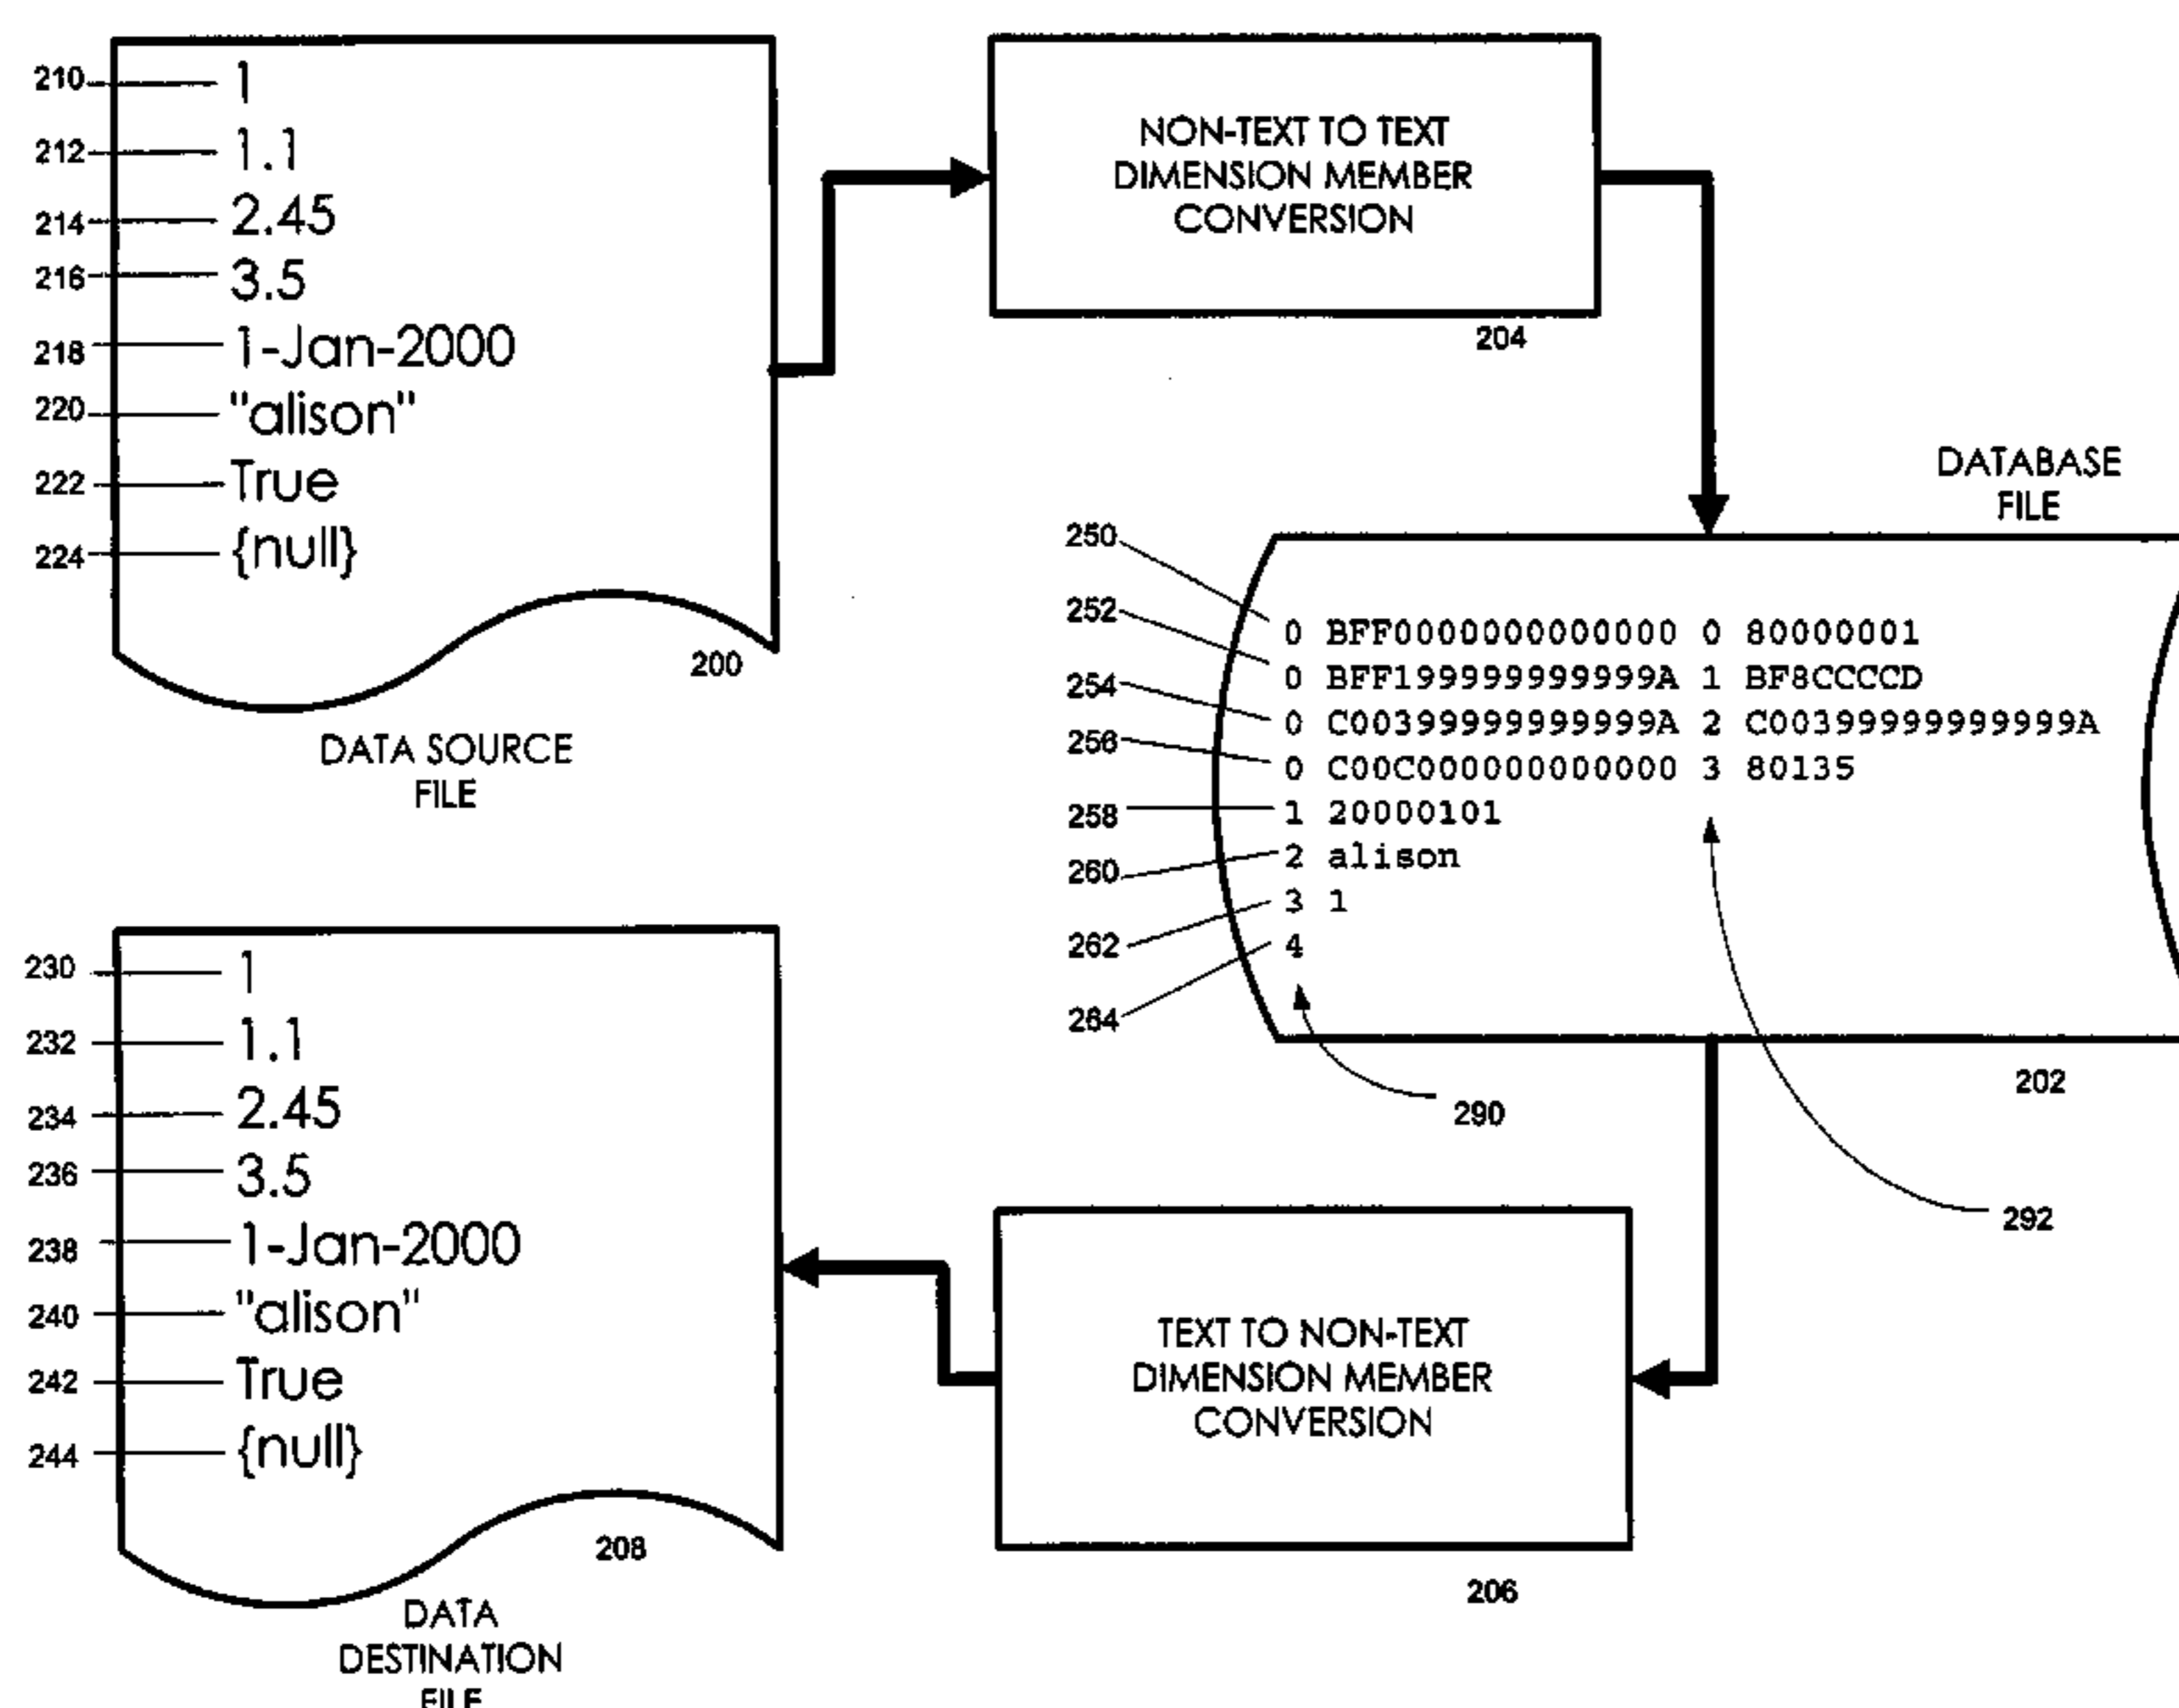 210
1
212
1.1
214
2.45
216
3.5
218
1-Jan-2000
220
"alison"
222
True
224
{null}
200
DATA SOURCE
FILE
NON-TEXT TO TEXT
DIMENSION MEMBER
CONVERSION
204
DATABASE
FILE
250
0 BFF0000000000000 0 80000001
252
0 BFF199999999999A 1 BF8CCCCD
254
0 C00399999999999A 2 C00399999999999A
256
0 C00C000000000000 3 80135
258
1 20000101
260
2 alison
262
3 1
264
4
290
292
202
230
1
232
1.1
234
2.45
236
3.5
238
1-Jan-2000
240
"alison"
242
True
244
{null}
208
DATA
DESTINATION
FILE
TEXT TO NON-TEXT
DIMENSION MEMBER
CONVERSION
206